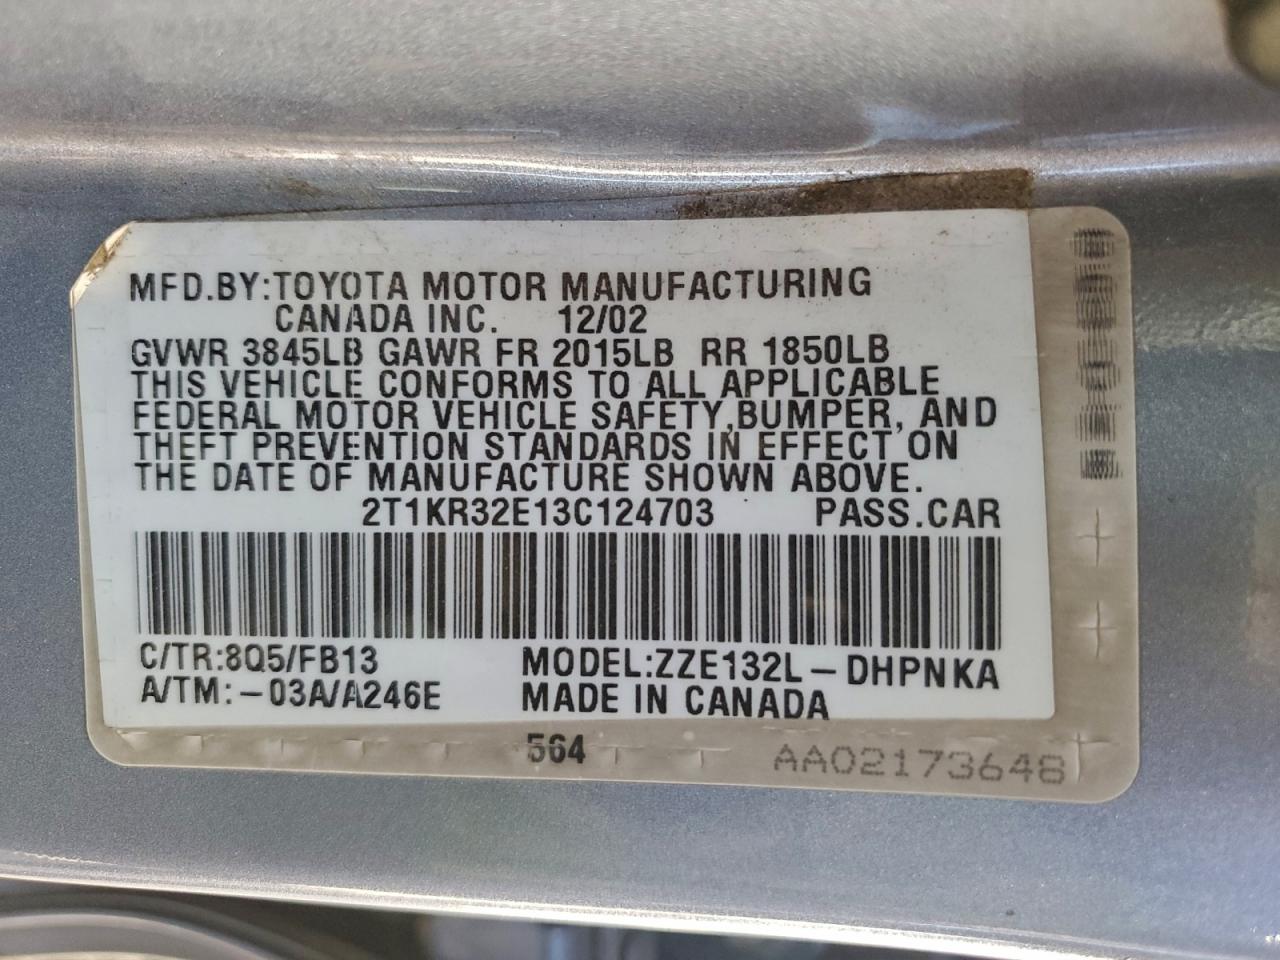 MFD.BY:TOYOTA MOTOR MANUFACTURING
CANADA INC. 12/02
GVWR 3845LB GAWR FR 2015LB RR 1850LB
THIS VEHICLE CONFORMS TO ALL APPLICABLE
FEDERAL MOTOR VEHICLE SAFETY,BUMPER, AND
THEFT PREVENTION STANDARDS IN EFFECT ON
THE DATE OF MANUFACTURE SHOWN ABOVE.
2T1KR32E13C124703 PASS.CAR
C/TR:8Q5/FB13 MODEL:ZZE132L-DHPNKA
A/TM:-03A/A246E MADE IN CANADA
564 AA02173648